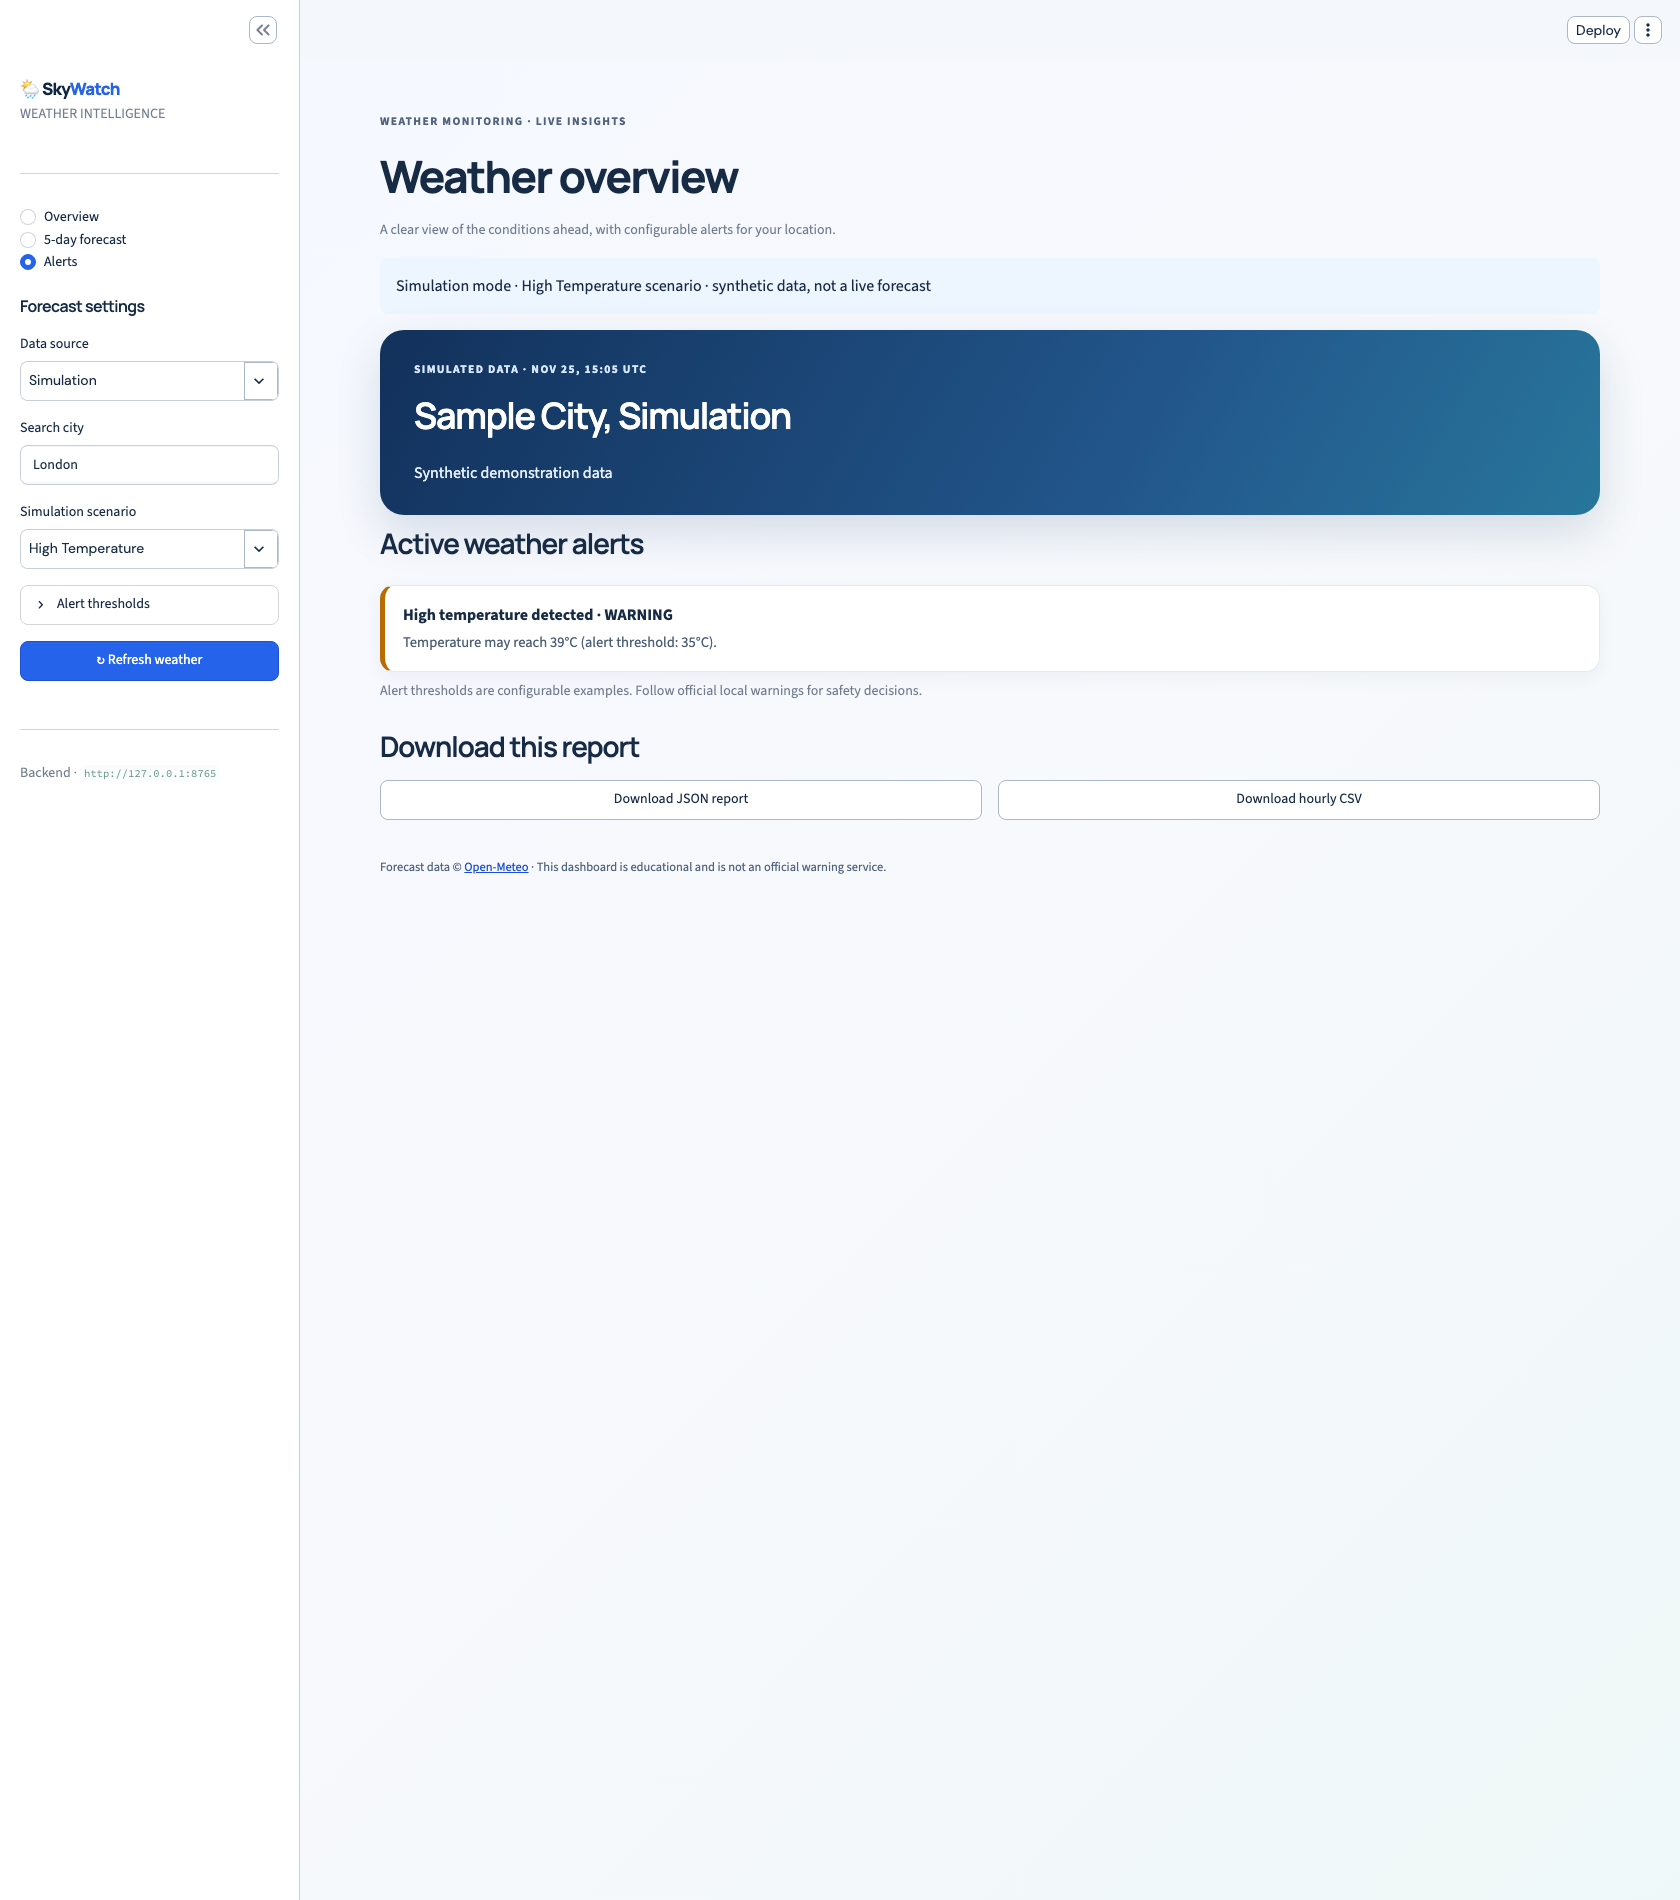 Deploy
SkyWatch
WEATHER INTELLIGENCE
Overview
5-day forecast
Alerts
Forecast settings
Data source
Simulation
Search city
London
Simulation scenario
High Temperature
Alert thresholds
↻ Refresh weather
Backend · http://127.0.0.1:8765
WEATHER MONITORING · LIVE INSIGHTS
Weather overview
A clear view of the conditions ahead, with configurable alerts for your location.
Simulation mode · High Temperature scenario · synthetic data, not a live forecast
SIMULATED DATA · NOV 25, 15:05 UTC
Sample City, Simulation
Synthetic demonstration data
Active weather alerts
High temperature detected · WARNING
Temperature may reach 39°C (alert threshold: 35°C).
Alert thresholds are configurable examples. Follow official local warnings for safety decisions.
Download this report
Download JSON report
Download hourly CSV
Forecast data © Open-Meteo · This dashboard is educational and is not an official warning service.